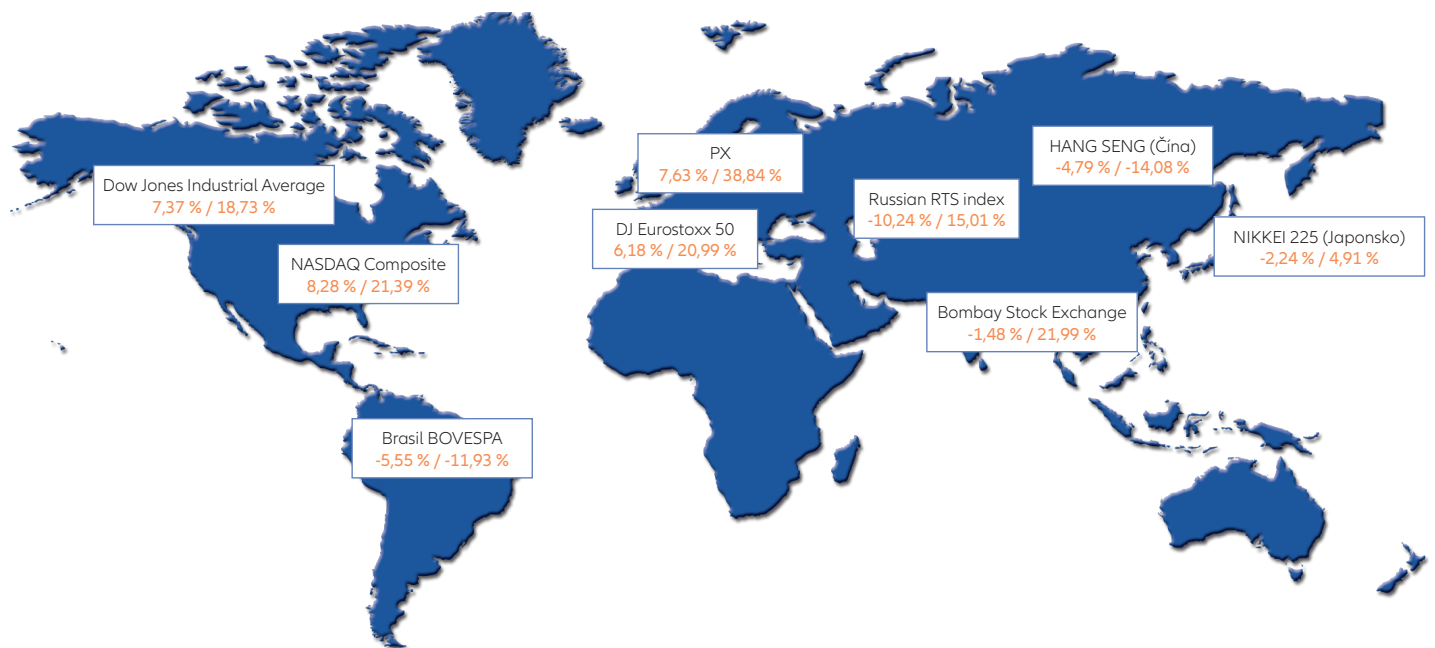 Dow Jones Industrial Average
7,37 % / 18,73 %
NASDAQ Composite
8,28 % / 21,39 %
Brasil BOVESPA
-5,55 % / -11,93 %
PX
7,63 % / 38,84 %
DJ Eurostoxx 50
6,18 % / 20,99 %
Russian RTS index
-10,24 % / 15,01 %
HANG SENG (Čína)
-4,79 % / -14,08 %
NIKKEI 225 (Japonsko)
-2,24 % / 4,91 %
Bombay Stock Exchange
-1,48 % / 21,99 %